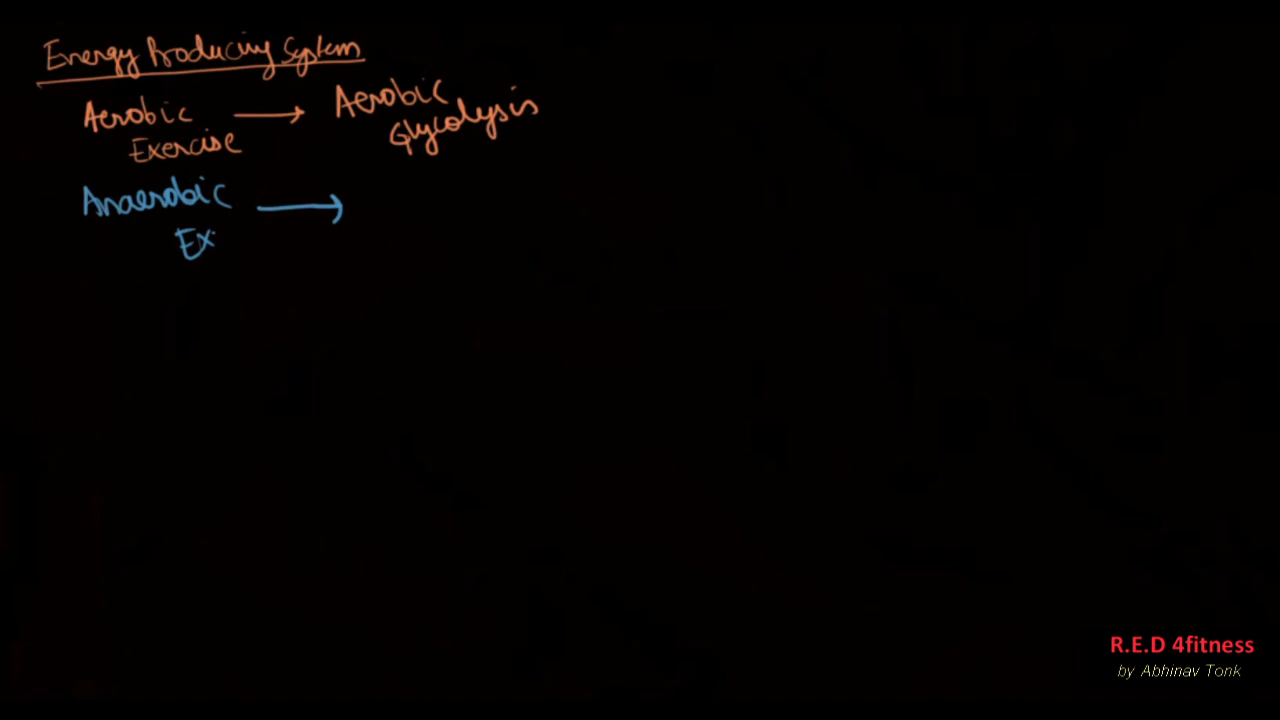 Energy Producing System
Aerobic Exercise → Aerobic Glycolysis
Anaerobic Ex →
R.E.D 4fitness
by Abhinav Tonk